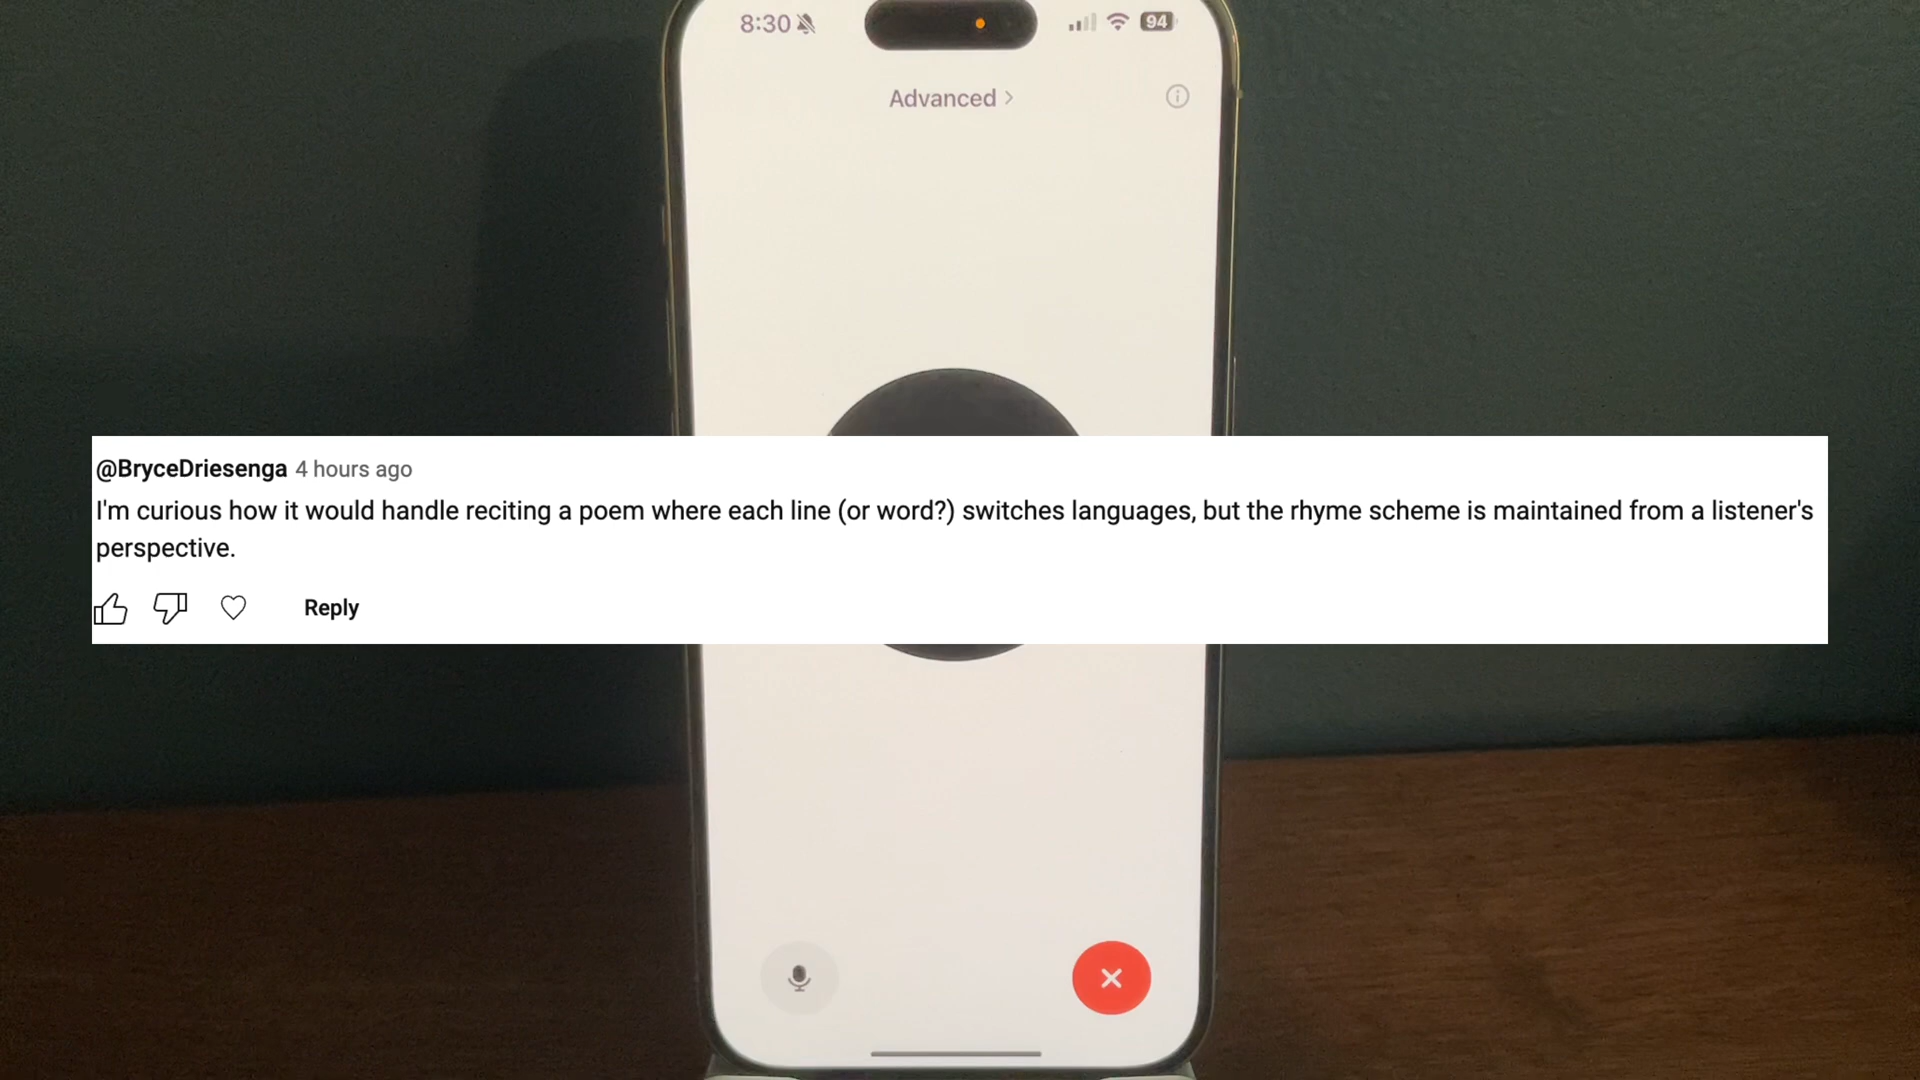 8:30
94
Advanced >
@BryceDriesenga 4 hours ago
I'm curious how it would handle reciting a poem where each line (or word?) switches languages, but the rhyme scheme is maintained from a listener's
perspective.
Reply